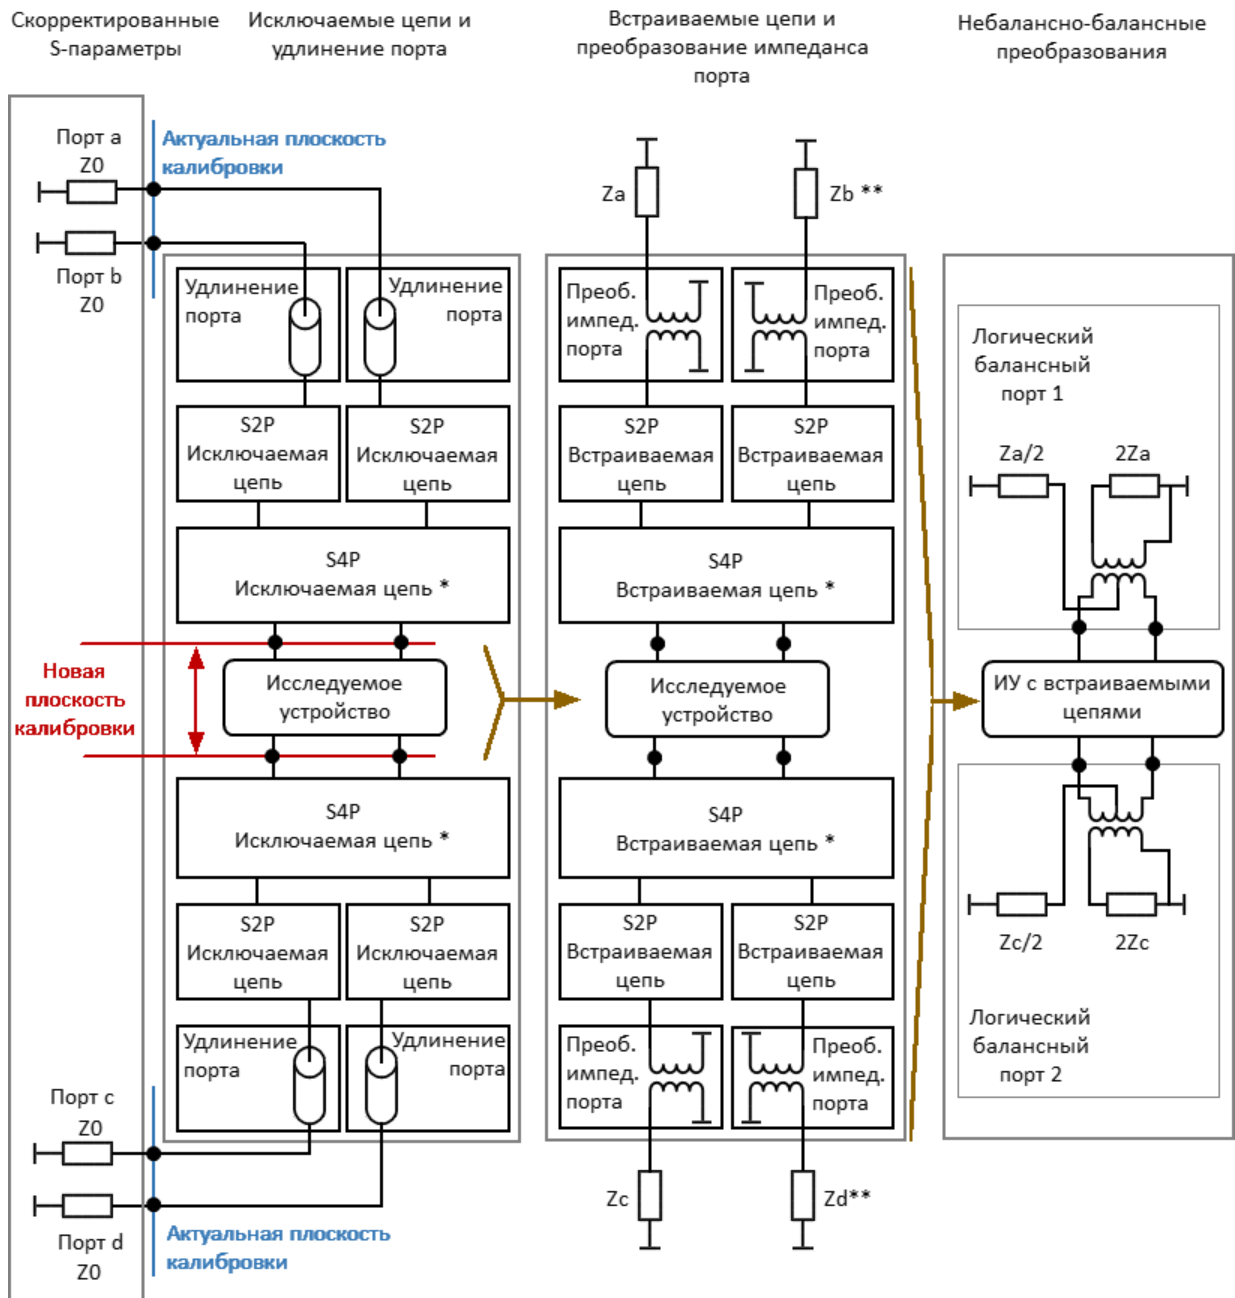 Скорректированные
S-параметры
Исключаемые цепи и
удлинение порта
Встраиваемые цепи и
преобразование импеданса
порта
Небалансно-балансные
преобразования
Порт a
Z0
Актуальная плоскость
калибровки
Порт b
Z0
Za
Zb **
Удлинение
порта
Удлинение
порта
Преоб.
импед.
порта
Преоб.
импед.
порта
Логический
балансный
порт 1
S2P
Исключаемая
цепь
S2P
Исключаемая
цепь
S2P
Встраиваемая
цепь
S2P
Встраиваемая
цепь
Za/2
2Za
S4P
Исключаемая цепь *
S4P
Встраиваемая цепь *
Новая
плоскость
калибровки
Исследуемое
устройство
Исследуемое
устройство
ИУ с встраиваемыми
цепями
S4P
Исключаемая цепь *
S4P
Встраиваемая цепь *
S2P
Исключаемая
цепь
S2P
Исключаемая
цепь
S2P
Встраиваемая
цепь
S2P
Встраиваемая
цепь
Zc/2
2Zc
Удлинение
порта
Удлинение
порта
Преоб.
импед.
порта
Преоб.
импед.
порта
Логический
балансный
порт 2
Порт c
Z0
Порт d
Z0
Актуальная плоскость
калибровки
Zc
Zd**